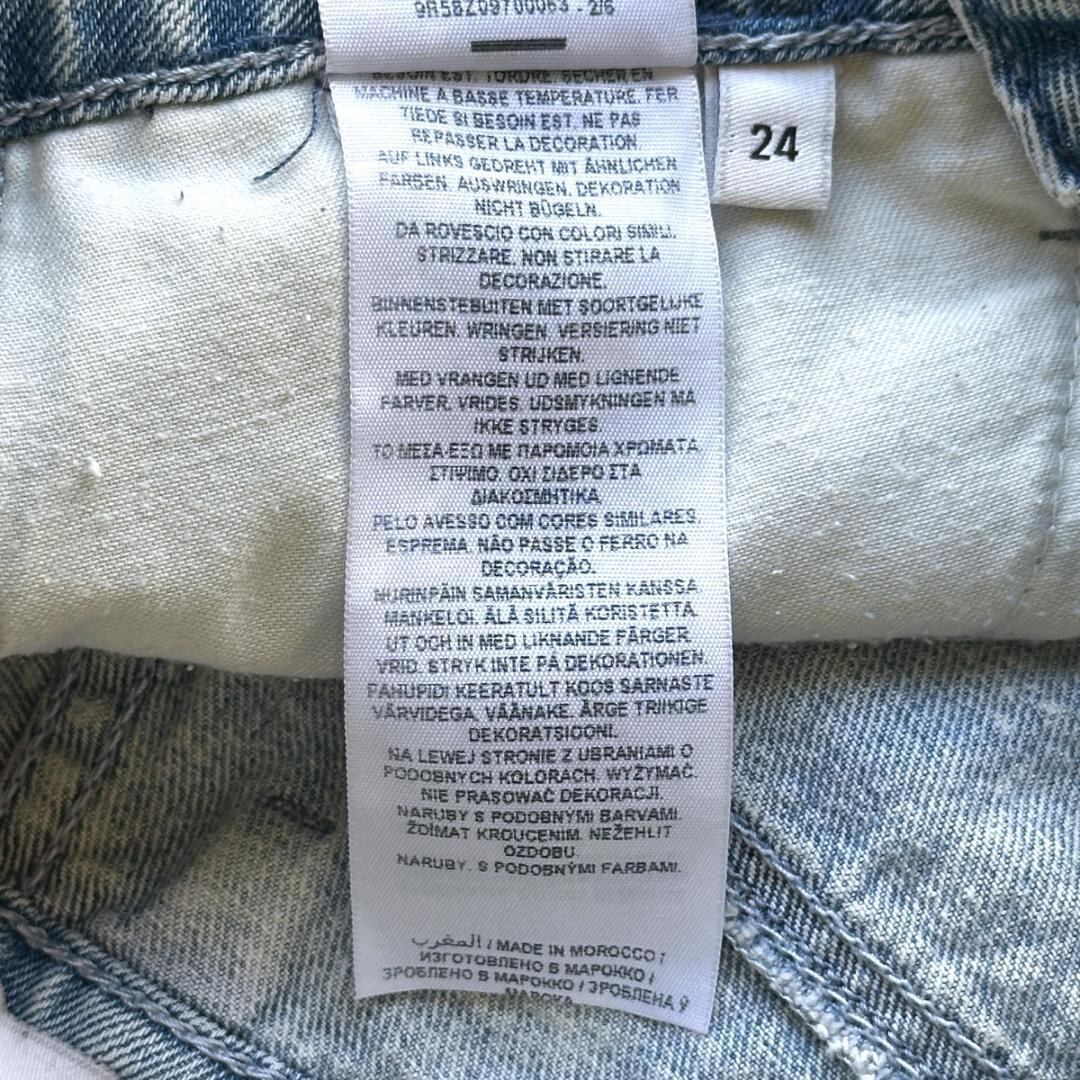 9R58Z09700063 - 2/6
BESOIN EST. TORDRE. SECHER EN
MACHINE A BASSE TEMPERATURE. FER
TIEDE SI BESOIN EST. NE PAS
REPASSER LA DECORATION.
AUF LINKS GEDREHT MIT ÄHNLICHEN
FARBEN. AUSWRINGEN. DEKORATION
NICHT BÜGELN.
DA ROVESCIO CON COLORI SIMILI.
STRIZZARE. NON STIRARE LA
DECORAZIONE.
BINNENSTEBUITEN MET SOORTGELIJKE
KLEUREN. WRINGEN. VERSIERING NIET
STRIJKEN.
MED VRANGEN UD MED LIGNENDE
FARVER. VRIDES. UDSMYKNINGEN MA
IKKE STRYGES.
ΤΟ ΜΕΣΑ-ΕΞΩ ΜΕ ΠΑΡΟΜΟΙΑ ΧΡΩΜΑΤΑ.
ΣΤΙΨΙΜΟ. ΟΧΙ ΣΙΔΕΡΟ ΣΤΑ
ΔΙΑΚΟΣΜΗΤΙΚΑ.
PELO AVESSO COM CORES SIMILARES.
ESPREMA. NÃO PASSE O FERRO NA
DECORAÇÃO.
NURINPÄIN SAMANVÄRISTEN KANSSA.
MANKELOI. ÄLÄ SILITÄ KORISTETTA.
UT OCH IN MED LIKNANDE FÄRGER.
VRID. STRYK INTE PÅ DEKORATIONEN.
PAHUPIDI KEERATULT KOOS SARNASTE
VÄRVIDEGA. VÄÄNAKE. ÄRGE TRIIKIGE
DEKORATSIOONI.
NA LEWEJ STRONIE Z UBRANIAMI O
PODOBNYCH KOLORACH. WYŻYMAĆ.
NIE PRASOWAĆ DEKORACJI.
NARUBY S PODOBNÝMI BARVAMI.
ŽDÍMAT KROUCENÍM. NEŽEHLIT
OZDOBU.
NARUBY. S PODOBNÝMI FARBAMI.
المغرب / MADE IN MOROCCO /
ИЗГОТОВЛЕНО В МАРОККО /
ЗРОБЛЕНО В МАРОККО / ЗРОБЛЕНА Ў
МАРОКА
24